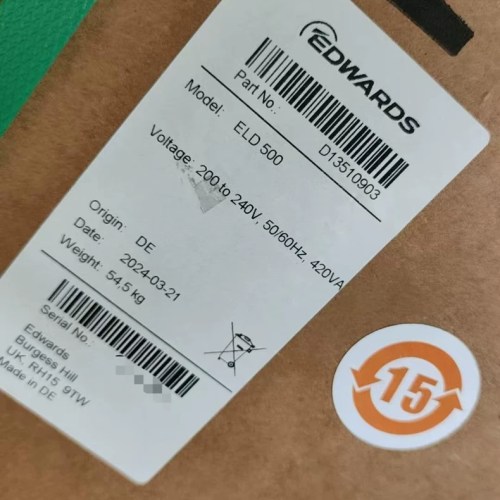 EDWARDS
Part No.: D13510903
Model: ELD 500
Voltage: 200 to 240V, 50/60Hz, 420VA
Origin: DE
Date: 2024-03-21
Weight: 54,5 kg
Serial No.:
Edwards
Burgess Hill
UK, RH15 9TW
Made in DE
15